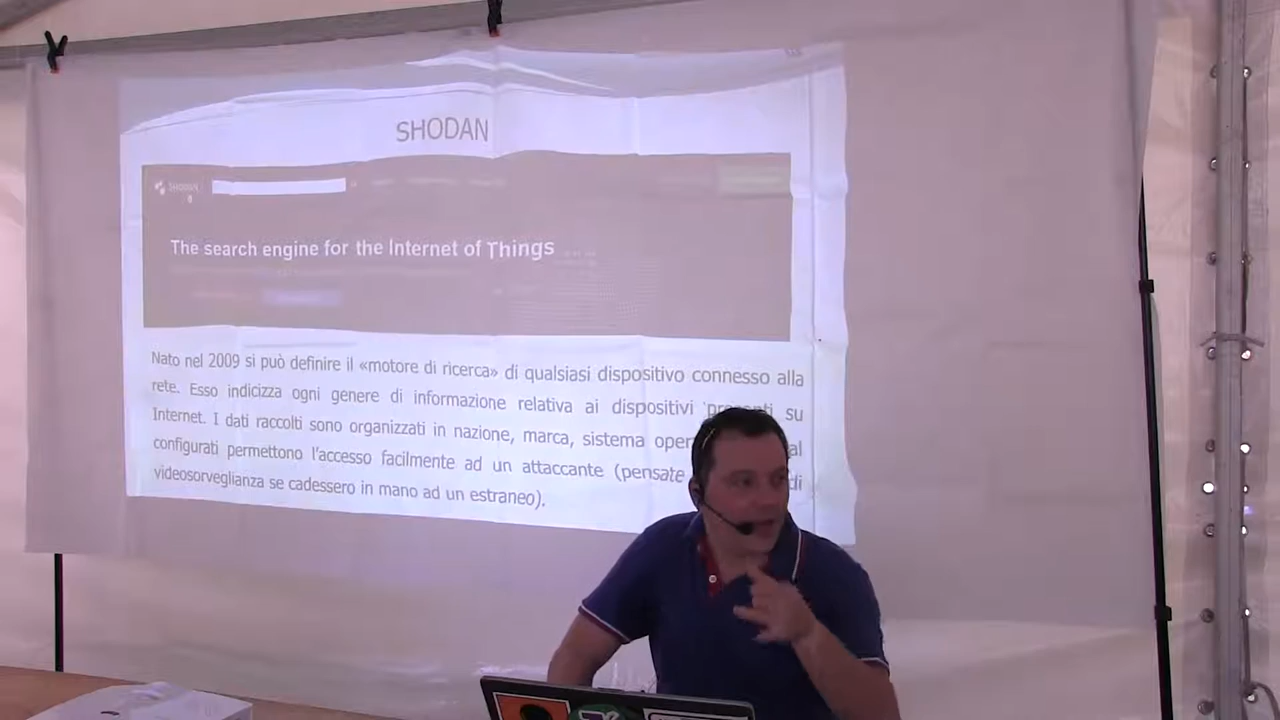 SHODAN
SHODAN
The search engine for the Internet of Things
Nato nel 2009 si può definire il «motore di ricerca» di qualsiasi dispositivo connesso alla
rete. Esso indicizza ogni genere di informazione relativa ai dispositivi presenti su
Internet. I dati raccolti sono organizzati in nazione, marca, sistema
configurati permettono l'accesso facilmente ad un attaccante (pensate di
videosorveglianza se cadessero in mano ad un estraneo).